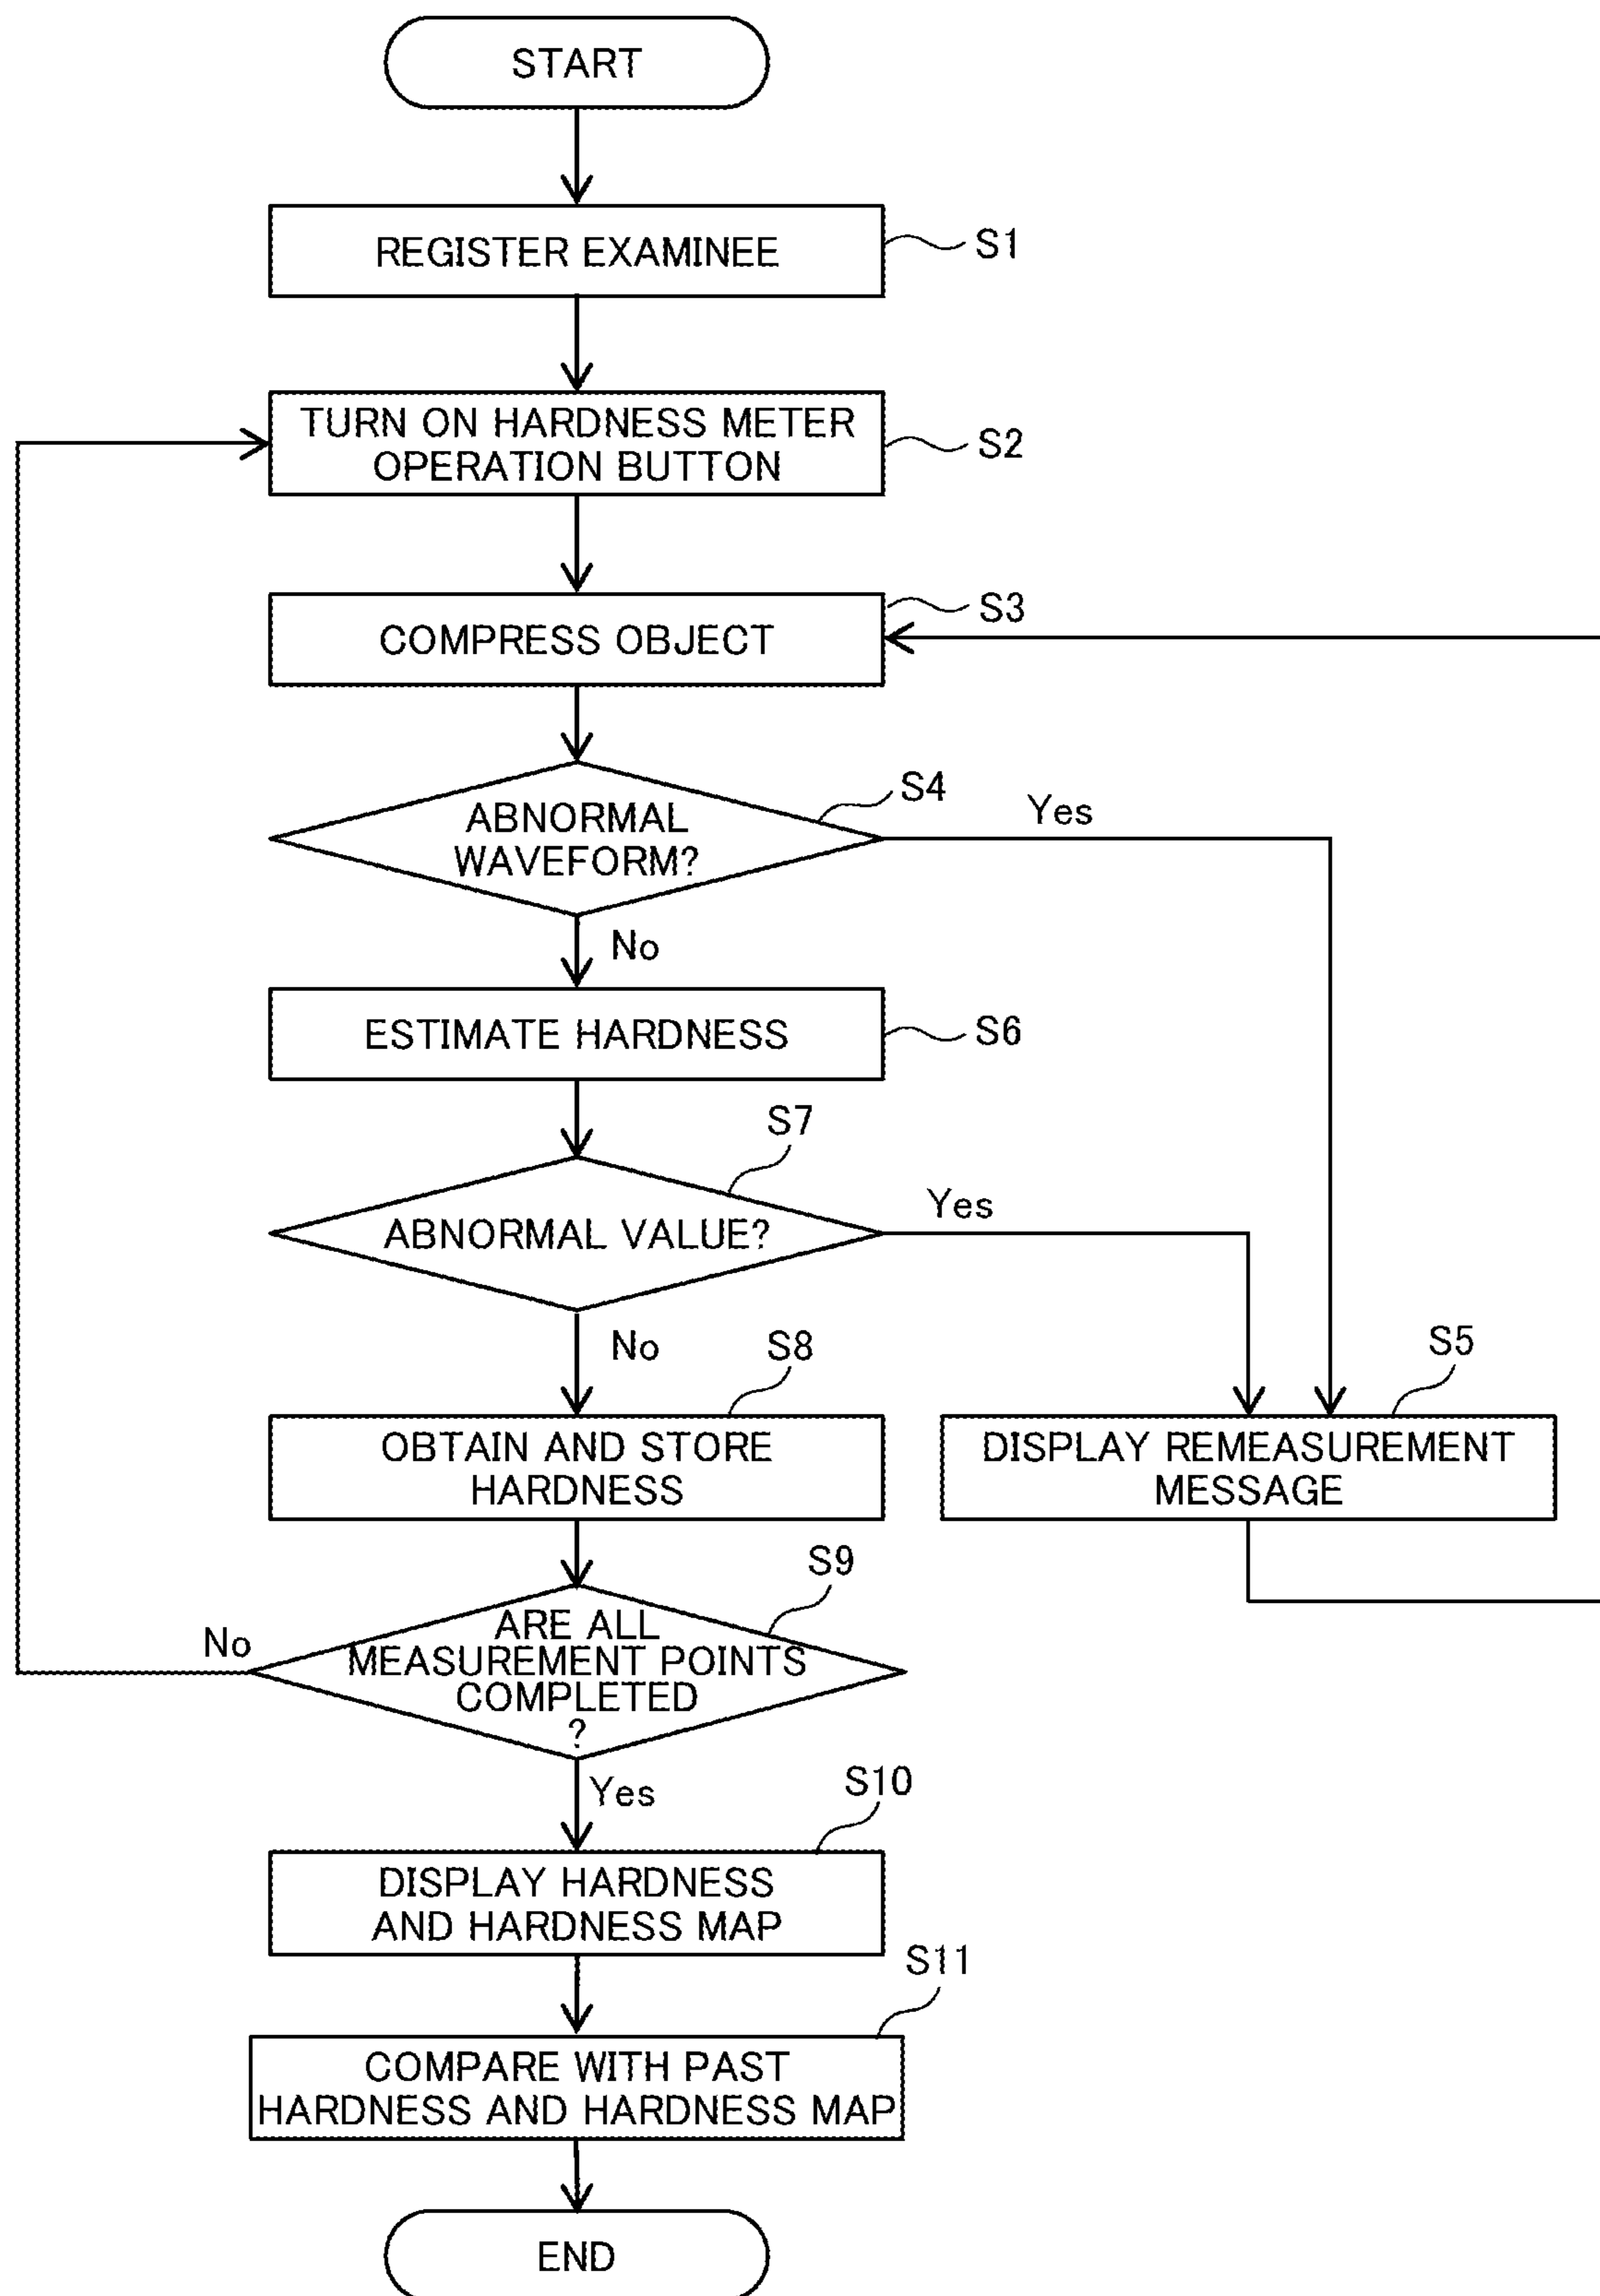 START
REGISTER EXAMINEE
S1
TURN ON HARDNESS METER
OPERATION BUTTON
S2
COMPRESS OBJECT
S3
ABNORMAL
WAVEFORM?
S4
Yes
No
ESTIMATE HARDNESS
S6
S7
ABNORMAL VALUE?
Yes
No
S8
OBTAIN AND STORE
HARDNESS
S5
DISPLAY REMEASUREMENT
MESSAGE
S9
ARE ALL
MEASUREMENT POINTS
COMPLETED
?
No
Yes
S10
DISPLAY HARDNESS
AND HARDNESS MAP
S11
COMPARE WITH PAST
HARDNESS AND HARDNESS MAP
END